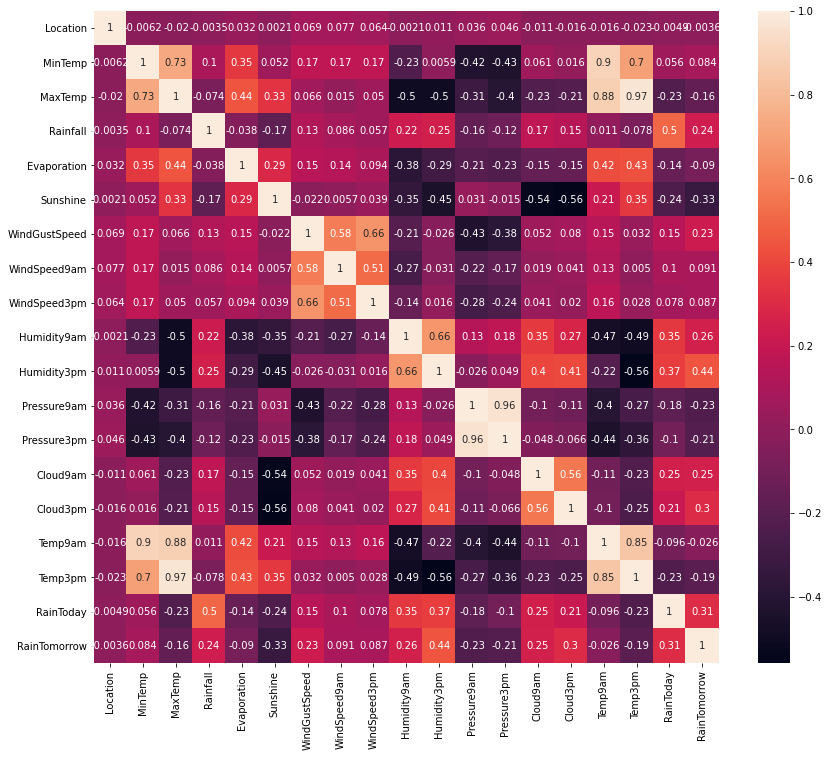 Location 1 -0.0062 -0.02 -0.0035 0.032 0.0021 0.069 0.077 0.064 -0.0021 0.011 0.036 0.046 -0.011 -0.016 -0.016 -0.023 -0.0049 -0.0036
MinTemp -0.0062 1 0.73 0.1 0.35 0.052 0.17 0.17 0.17 -0.23 0.0059 -0.42 -0.43 0.061 0.016 0.9 0.7 0.056 0.084
MaxTemp -0.02 0.73 1 -0.074 0.44 0.33 0.066 0.015 0.05 -0.5 -0.5 -0.31 -0.4 -0.23 -0.21 0.88 0.97 -0.23 -0.16
Rainfall -0.0035 0.1 -0.074 1 -0.038 -0.17 0.13 0.086 0.057 0.22 0.25 -0.16 -0.12 0.17 0.15 0.011 -0.078 0.5 0.24
Evaporation 0.032 0.35 0.44 -0.038 1 0.29 0.15 0.14 0.094 -0.38 -0.29 -0.21 -0.23 -0.15 -0.15 0.42 0.43 -0.14 -0.09
Sunshine 0.0021 0.052 0.33 -0.17 0.29 1 -0.022 0.0057 0.039 -0.35 -0.45 0.031 -0.015 -0.54 -0.56 0.21 0.35 -0.24 -0.33
WindGustSpeed 0.069 0.17 0.066 0.13 0.15 -0.022 1 0.58 0.66 -0.21 -0.026 -0.43 -0.38 0.052 0.08 0.15 0.032 0.15 0.23
WindSpeed9am 0.077 0.17 0.015 0.086 0.14 0.0057 0.58 1 0.51 -0.27 -0.031 -0.22 -0.17 0.019 0.041 0.13 0.005 0.1 0.091
WindSpeed3pm 0.064 0.17 0.05 0.057 0.094 0.039 0.66 0.51 1 -0.14 0.016 -0.28 -0.24 0.041 0.02 0.16 0.028 0.078 0.087
Humidity9am -0.0021 -0.23 -0.5 0.22 -0.38 -0.35 -0.21 -0.27 -0.14 1 0.66 0.13 0.18 0.35 0.27 -0.47 -0.49 0.35 0.26
Humidity3pm 0.011 0.0059 -0.5 0.25 -0.29 -0.45 -0.026 -0.031 0.016 0.66 1 -0.026 0.049 0.4 0.41 -0.22 -0.56 0.37 0.44
Pressure9am 0.036 -0.42 -0.31 -0.16 -0.21 0.031 -0.43 -0.22 -0.28 0.13 -0.026 1 0.96 -0.1 -0.11 -0.4 -0.27 -0.18 -0.23
Pressure3pm 0.046 -0.43 -0.4 -0.12 -0.23 -0.015 -0.38 -0.17 -0.24 0.18 0.049 0.96 1 -0.048 -0.066 -0.44 -0.36 -0.1 -0.21
Cloud9am -0.011 0.061 -0.23 0.17 -0.15 -0.54 0.052 0.019 0.041 0.35 0.4 -0.1 -0.048 1 0.56 -0.11 -0.23 0.25 0.25
Cloud3pm -0.016 0.016 -0.21 0.15 -0.15 -0.56 0.08 0.041 0.02 0.27 0.41 -0.11 -0.066 0.56 1 -0.1 -0.25 0.21 0.3
Temp9am -0.016 0.9 0.88 0.011 0.42 0.21 0.15 0.13 0.16 -0.47 -0.22 -0.4 -0.44 -0.11 -0.1 1 0.85 -0.096 -0.026
Temp3pm -0.023 0.7 0.97 -0.078 0.43 0.35 0.032 0.005 0.028 -0.49 -0.56 -0.27 -0.36 -0.23 -0.25 0.85 1 -0.23 -0.19
RainToday -0.0049 0.056 -0.23 0.5 -0.14 -0.24 0.15 0.1 0.078 0.35 0.37 -0.18 -0.1 0.25 0.21 -0.096 -0.23 1 0.31
RainTomorrow -0.0036 0.084 -0.16 0.24 -0.09 -0.33 0.23 0.091 0.087 0.26 0.44 -0.23 -0.21 0.25 0.3 -0.026 -0.19 0.31 1
Location
MinTemp
MaxTemp
Rainfall
Evaporation
Sunshine
WindGustSpeed
WindSpeed9am
WindSpeed3pm
Humidity9am
Humidity3pm
Pressure9am
Pressure3pm
Cloud9am
Cloud3pm
Temp9am
Temp3pm
RainToday
RainTomorrow
1.0
0.8
0.6
0.4
0.2
0.0
−0.2
−0.4